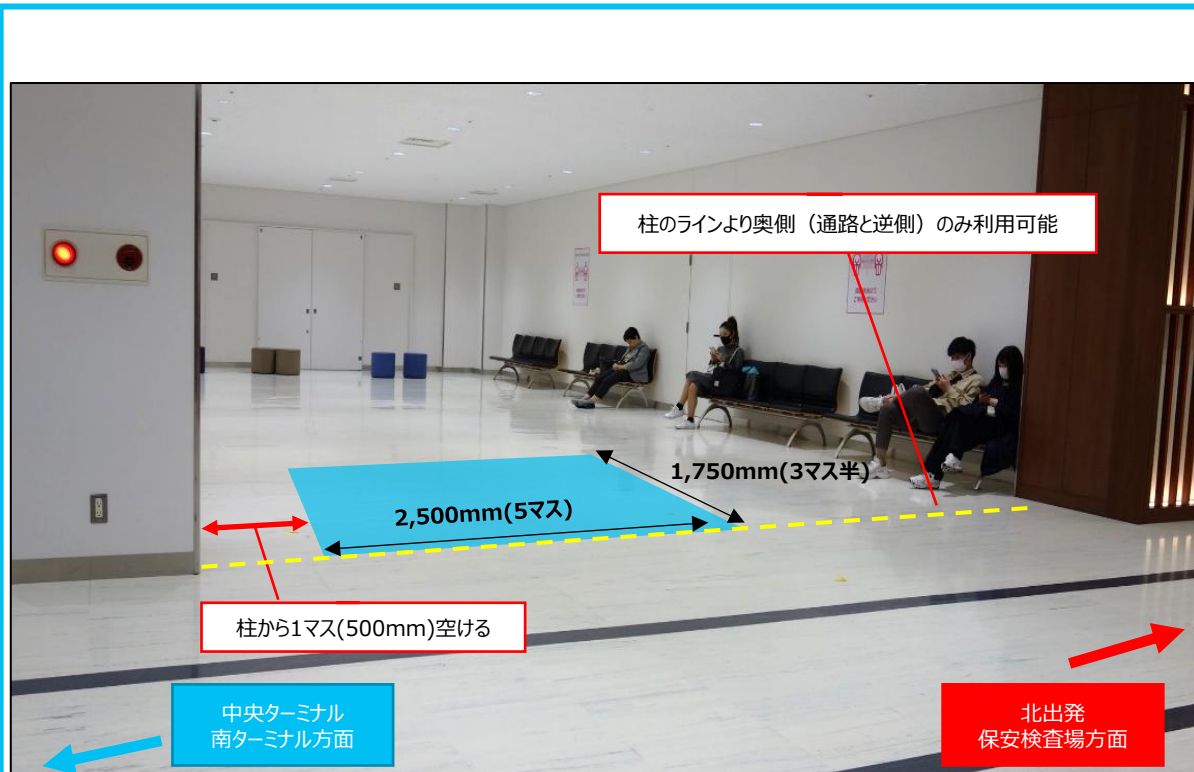 柱のラインより奥側（通路と逆側）のみ利用可能
1,750mm(3マス半)
2,500mm(5マス)
柱から1マス(500mm)空ける
中央ターミナル
南ターミナル方面
北出発
保安検査場方面